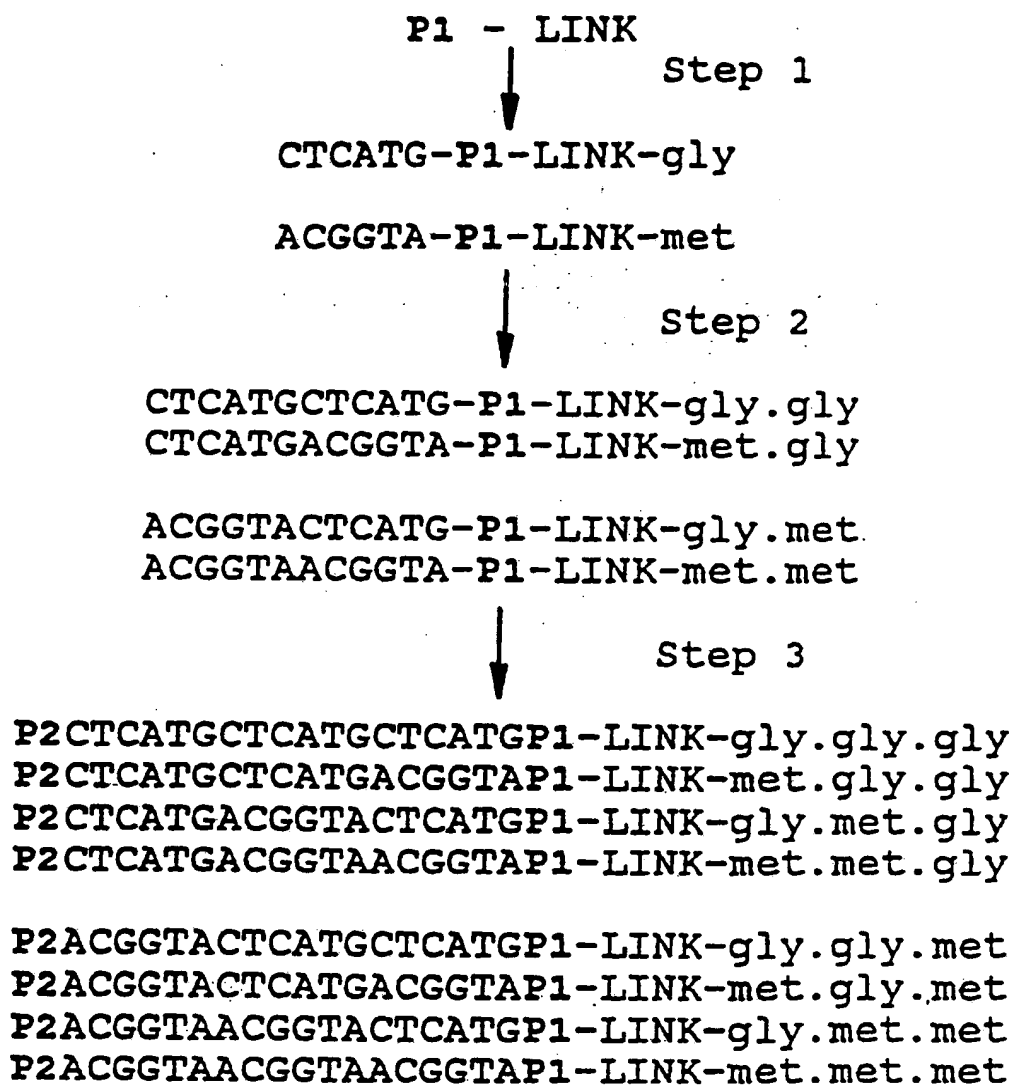 P1 - LINK
Step 1
CTCATG-P1-LINK-gly
ACGGTA-P1-LINK-met
Step 2
CTCATGCTCATG-P1-LINK-gly.gly
CTCATGACGGTA-P1-LINK-met.gly
ACGGTACTCATG-P1-LINK-gly.met
ACGGTAACGGTA-P1-LINK-met.met
Step 3
P2CTCATGCTCATGCTCATGP1-LINK-gly.gly.gly
P2CTCATGCTCATGACGGTAP1-LINK-met.gly.gly
P2CTCATGACGGTACTCATGP1-LINK-gly.met.gly
P2CTCATGACGGTAACGGTAP1-LINK-met.met.gly
P2ACGGTACTCATGCTCATGP1-LINK-gly.gly.met
P2ACGGTACTCATGACGGTAP1-LINK-met.gly.met
P2ACGGTAACGGTACTCATGP1-LINK-gly.met.met
P2ACGGTAACGGTAACGGTAP1-LINK-met.met.met